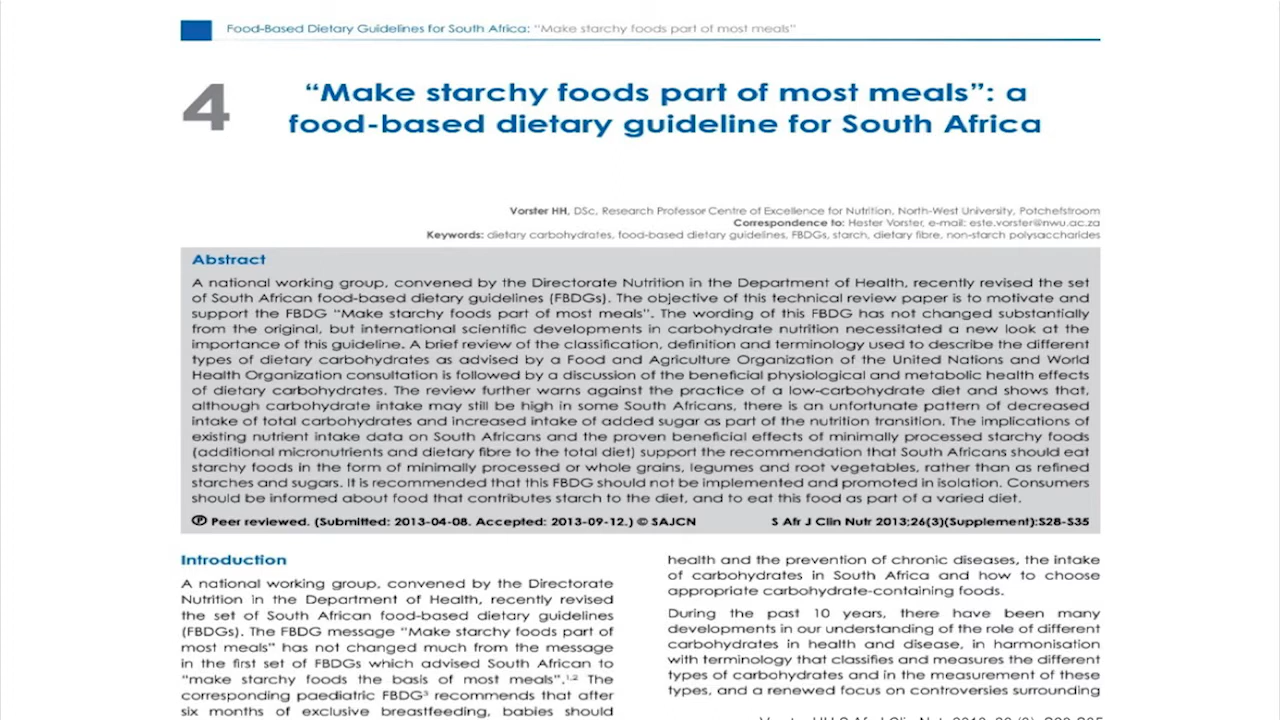 Food-Based Dietary Guidelines for South Africa: “Make starchy foods part of most meals”
4
“Make starchy foods part of most meals”: a
food-based dietary guideline for South Africa
Vorster HH, DSc, Research Professor Centre of Excellence for Nutrition, North-West University, Potchefstroom
Correspondence to: Hester Vorster, e-mail: este.vorster@nwu.ac.za
Keywords: dietary carbohydrates, food-based dietary guidelines, FBDGs, starch, dietary fibre, non-starch polysaccharides
Abstract
A national working group, convened by the Directorate Nutrition in the Department of Health, recently revised the set
of South African food-based dietary guidelines (FBDGs). The objective of this technical review paper is to motivate and
support the FBDG “Make starchy foods part of most meals”. The wording of this FBDG has not changed substantially
from the original, but international scientific developments in carbohydrate nutrition necessitated a new look at the
importance of this guideline. A brief review of the classification, definition and terminology used to describe the different
types of dietary carbohydrates as advised by a Food and Agriculture Organization of the United Nations and World
Health Organization consultation is followed by a discussion of the beneficial physiological and metabolic health effects
of dietary carbohydrates. The review further warns against the practice of a low-carbohydrate diet and shows that,
although carbohydrate intake may still be high in some South Africans, there is an unfortunate pattern of decreased
intake of total carbohydrates and increased intake of added sugar as part of the nutrition transition. The implications of
existing nutrient intake data on South Africans and the proven beneficial effects of minimally processed starchy foods
(additional micronutrients and dietary fibre to the total diet) support the recommendation that South Africans should eat
starchy foods in the form of minimally processed or whole grains, legumes and root vegetables, rather than as refined
starches and sugars. It is recommended that this FBDG should not be implemented and promoted in isolation. Consumers
should be informed about food that contributes starch to the diet, and to eat this food as part of a varied diet.
Ⓟ Peer reviewed. (Submitted: 2013-04-08. Accepted: 2013-09-12.) © SAJCN
S Afr J Clin Nutr 2013;26(3)(Supplement):S28-S35
Introduction
A national working group, convened by the Directorate
Nutrition in the Department of Health, recently revised
the set of South African food-based dietary guidelines
(FBDGs). The FBDG message “Make starchy foods part of
most meals” has not changed much from the message
in the first set of FBDGs which advised South African to
“make starchy foods the basis of most meals”.¹,² The
corresponding paediatric FBDG³ recommends that after
six months of exclusive breastfeeding, babies should
health and the prevention of chronic diseases, the intake
of carbohydrates in South Africa and how to choose
appropriate carbohydrate-containing foods.
During the past 10 years, there have been many
developments in our understanding of the role of different
carbohydrates in health and disease, in harmonisation
with terminology that classifies and measures the different
types of carbohydrates and in the measurement of these
types, and a renewed focus on controversies surrounding